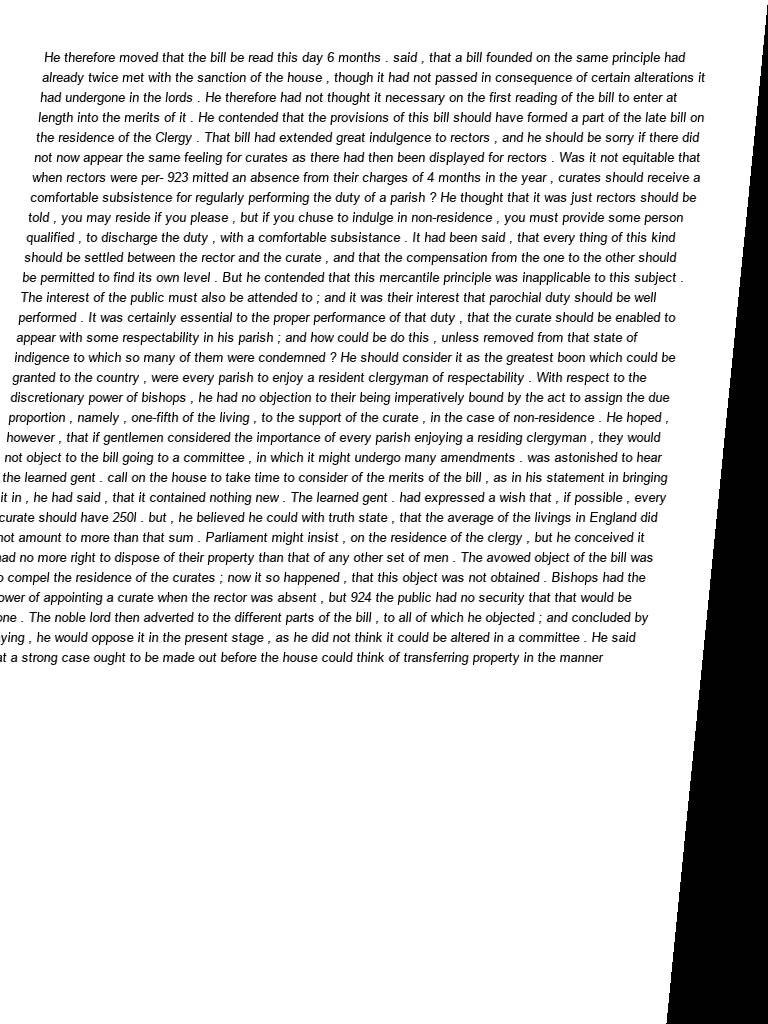 He therefore moved that the bill be read this day 6 months . said , that a bill founded on the same principle had
already twice met with the sanction of the house , though it had not passed in consequence of certain alterations it
had undergone in the lords . He therefore had not thought it necessary on the first reading of the bill to enter at
length into the merits of it . He contended that the provisions of this bill should have formed a part of the late bill on
the residence of the Clergy . That bill had extended great indulgence to rectors , and he should be sorry if there did
not now appear the same feeling for curates as there had then been displayed for rectors . Was it not equitable that
when rectors were per- 923 mitted an absence from their charges of 4 months in the year , curates should receive a
comfortable subsistence for regularly performing the duty of a parish ? He thought that it was just rectors should be
told , you may reside if you please , but if you chuse to indulge in non-residence , you must provide some person
qualified , to discharge the duty , with a comfortable subsistance . It had been said , that every thing of this kind
should be settled between the rector and the curate , and that the compensation from the one to the other should
be permitted to find its own level . But he contended that this mercantile principle was inapplicable to this subject .
The interest of the public must also be attended to ; and it was their interest that parochial duty should be well
performed . It was certainly essential to the proper performance of that duty , that the curate should be enabled to
appear with some respectability in his parish ; and how could be do this , unless removed from that state of
indigence to which so many of them were condemned ? He should consider it as the greatest boon which could be
granted to the country , were every parish to enjoy a resident clergyman of respectability . With respect to the
discretionary power of bishops , he had no objection to their being imperatively bound by the act to assign the due
proportion , namely , one-fifth of the living , to the support of the curate , in the case of non-residence . He hoped ,
however , that if gentlemen considered the importance of every parish enjoying a residing clergyman , they would
not object to the bill going to a committee , in which it might undergo many amendments . was astonished to hear
the learned gent . call on the house to take time to consider of the merits of the bill , as in his statement in bringing
it in , he had said , that it contained nothing new . The learned gent . had expressed a wish that , if possible , every
curate should have 250l . but , he believed he could with truth state , that the average of the livings in England did
not amount to more than that sum . Parliament might insist , on the residence of the clergy , but he conceived it
had no more right to dispose of their property than that of any other set of men . The avowed object of the bill was
compel the residence of the curates ; now it so happened , that this object was not obtained . Bishops had the
ower of appointing a curate when the rector was absent , but 924 the public had no security that that would be
one . The noble lord then adverted to the different parts of the bill , to all of which he objected ; and concluded by
ying , he would oppose it in the present stage , as he did not think it could be altered in a committee . He said
at a strong case ought to be made out before the house could think of transferring property in the manner